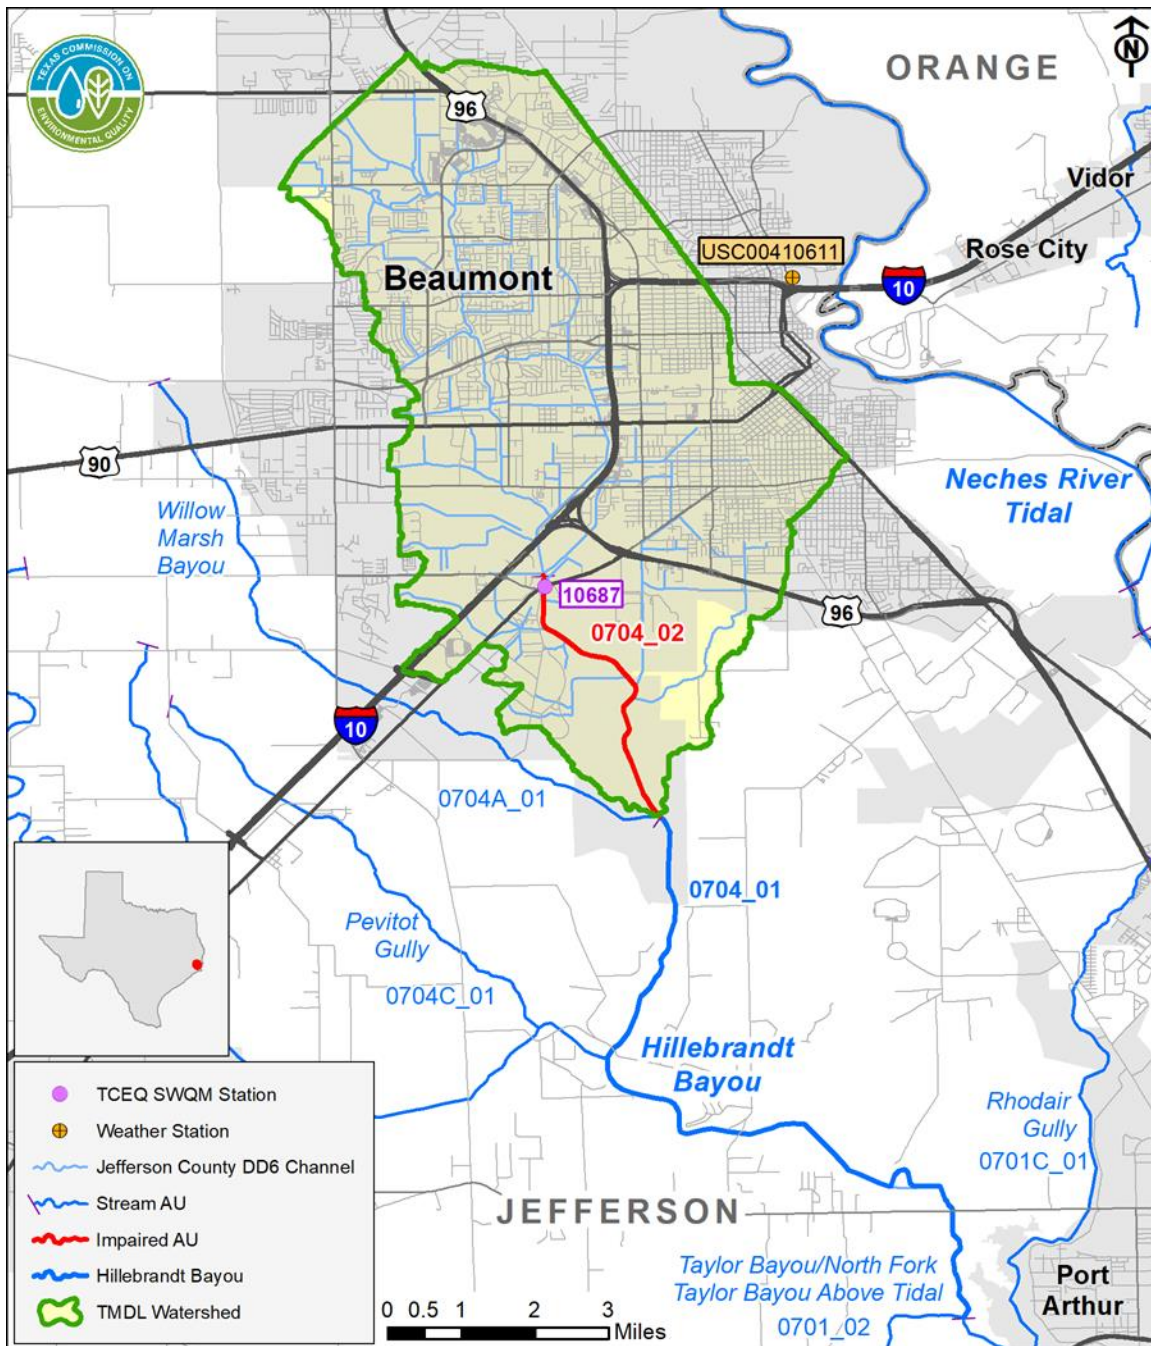 TEXAS COMMISSION ON
ENVIRONMENTAL QUALITY
N
ORANGE
96
Vidor
USC00410611
Rose City
Beaumont
10
90
Neches River
Tidal
Willow
Marsh
Bayou
10687
96
0704_02
10
0704A_01
0704_01
Pevitot
Gully
0704C_01
Hillebrandt
Bayou
Rhodair
Gully
0701C_01
TCEQ SWQM Station
Weather Station
Jefferson County DD6 Channel
Stream AU
Impaired AU
Hillebrandt Bayou
TMDL Watershed
JEFFERSON
Taylor Bayou/North Fork
Taylor Bayou Above Tidal
0701_02
Port
Arthur
0 0.5 1 2 3
Miles